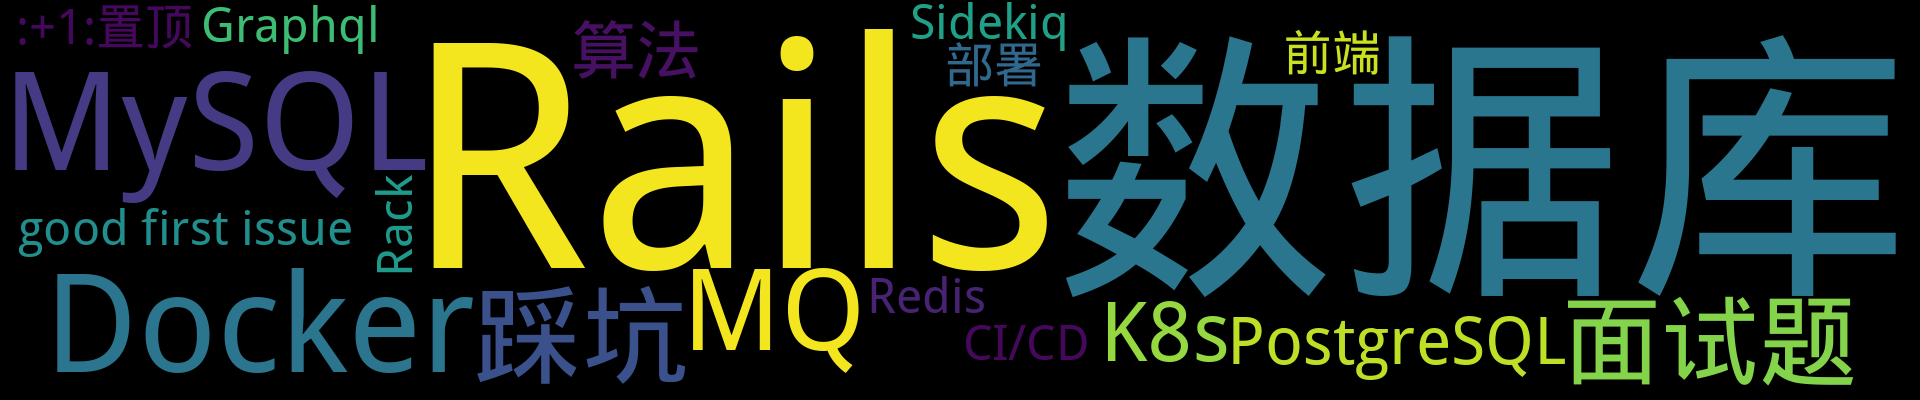 :+1:置顶
Graphql
算法
Sidekiq
部署
前端
MySQL
Rails
数据库
Rack
good first issue
Docker
踩坑
MQ
Redis
CI/CD
K8s
PostgreSQL
面试题